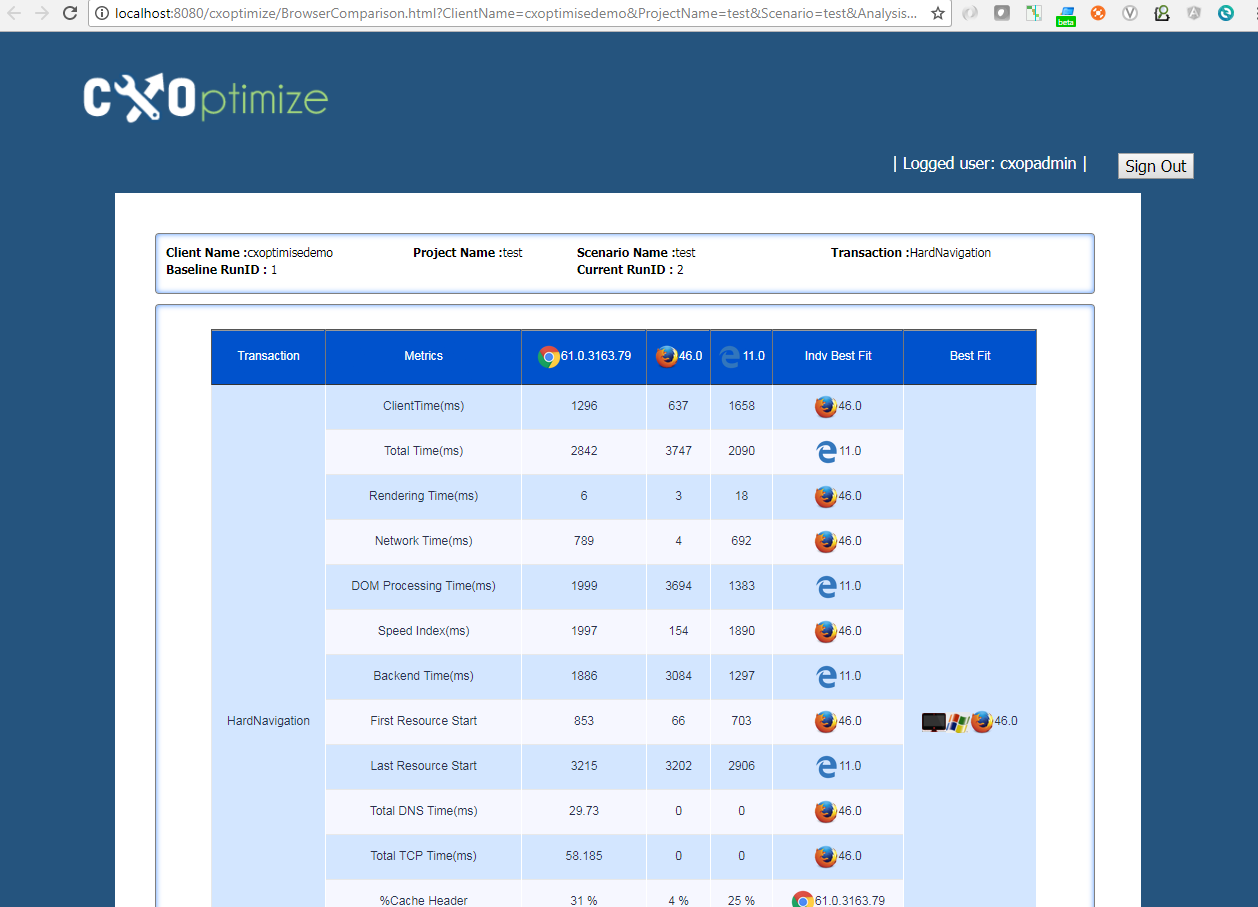 localhost:8080/cxoptimize/BrowserComparison.html?ClientName=cxoptimisedemo&ProjectName=test&Scenario=test&Analysis...
beta
CXOptimize
| Logged user: cxopadmin | Sign Out
Client Name :cxoptimisedemo Project Name :test Scenario Name :test Transaction :HardNavigation
Baseline RunID : 1 Current RunID : 2
Transaction Metrics 61.0.3163.79 46.0 11.0 Indv Best Fit Best Fit
ClientTime(ms) 1296 637 1658 46.0
Total Time(ms) 2842 3747 2090 11.0
Rendering Time(ms) 6 3 18 46.0
Network Time(ms) 789 4 692 46.0
DOM Processing Time(ms) 1999 3694 1383 11.0
Speed Index(ms) 1997 154 1890 46.0
Backend Time(ms) 1886 3084 1297 11.0
HardNavigation First Resource Start 853 66 703 46.0 46.0
Last Resource Start 3215 3202 2906 11.0
Total DNS Time(ms) 29.73 0 0 46.0
Total TCP Time(ms) 58.185 0 0 46.0
%Cache Header 31 % 4 % 25 % 61.0.3163.79